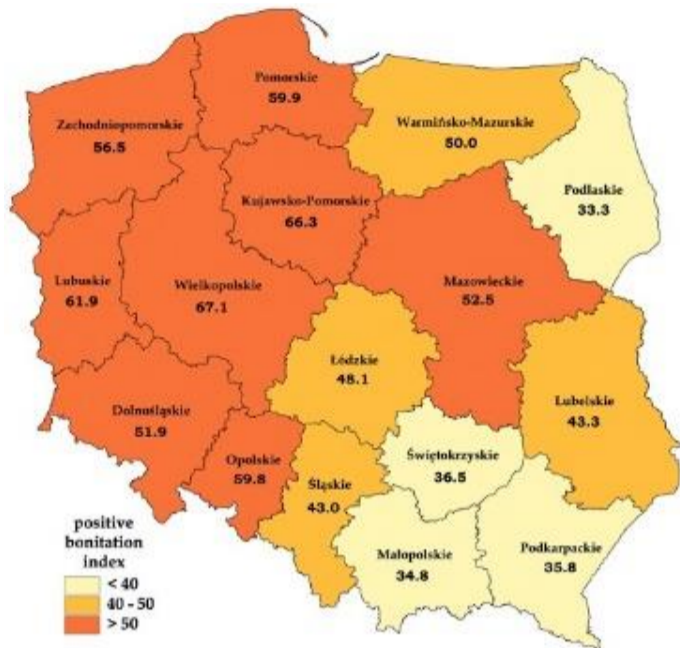 Pomorskie
59.9
Zachodniopomorskie
56.5
Warmińsko-Mazurskie
50.0
Podlaskie
33.3
Kujawsko-Pomorskie
66.3
Lubuskie
61.9
Wielkopolskie
67.1
Mazowieckie
52.5
Łódzkie
48.1
Dolnośląskie
51.9
Lubelskie
43.3
Opolskie
59.8
Śląskie
43.0
Świętokrzyskie
36.5
Małopolskie
34.8
Podkarpackie
35.8
positive
bonitation
index
< 40
40 - 50
> 50